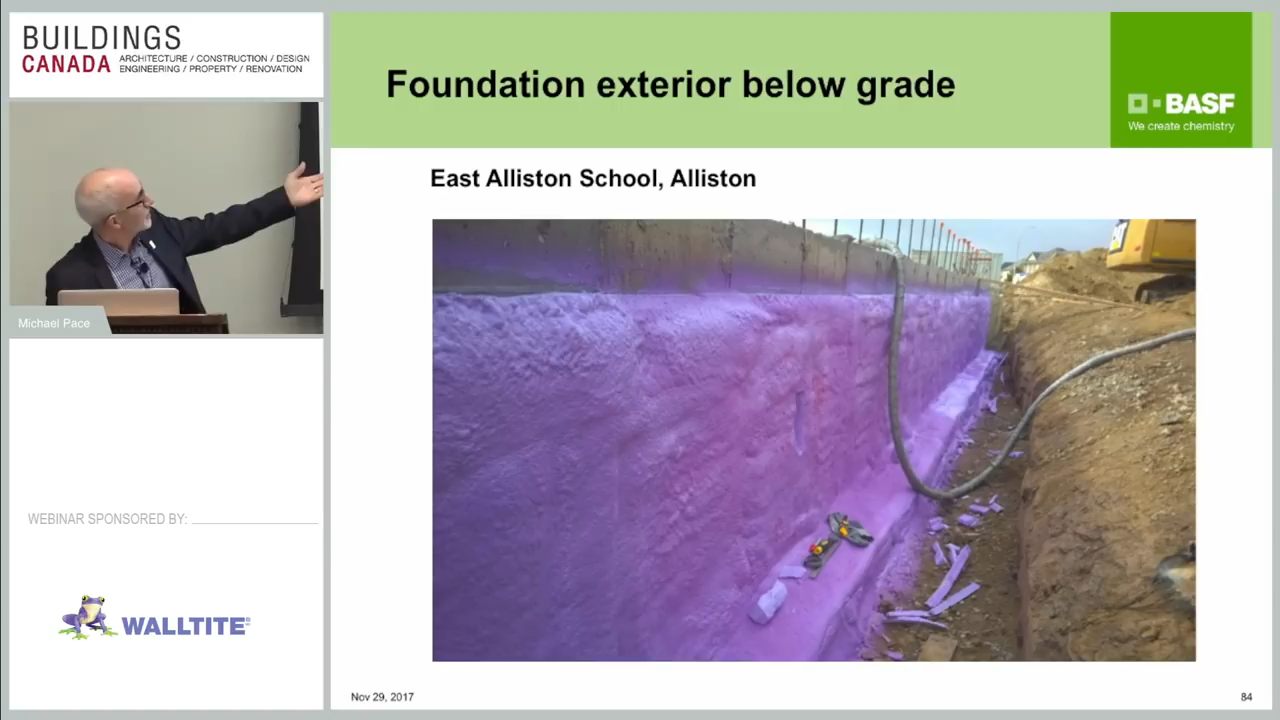 BUILDINGS
CANADA
ARCHITECTURE / CONSTRUCTION / DESIGN
ENGINEERING / PROPERTY / RENOVATION
Michael Pace
WEBINAR SPONSORED BY:
WALLTITE
Foundation exterior below grade
BASF
We create chemistry
East Alliston School, Alliston
Nov 29, 2017
84